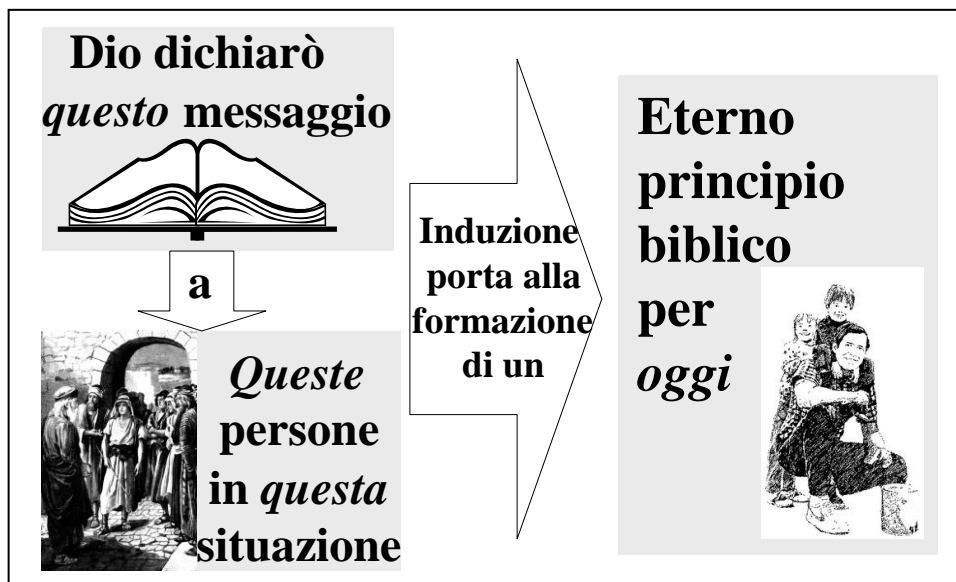 Dio dichiarò
questo messaggio
a
Queste
persone
in questa
situazione
Induzione
porta alla
formazione
di un
Eterno
principio
biblico
per
oggi